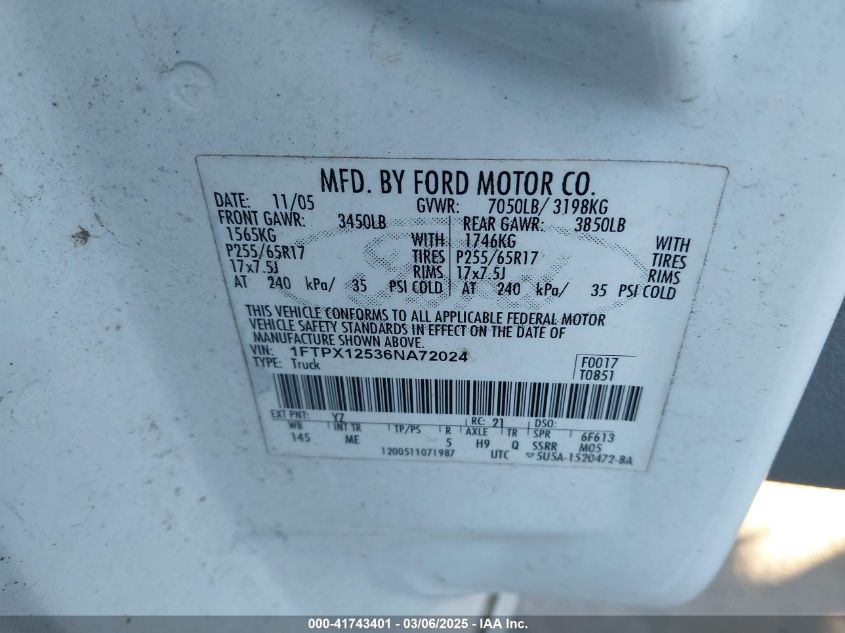 MFD. BY FORD MOTOR CO.
DATE: 11/05 GVWR: 7050LB/ 3198KG
FRONT GAWR: 3450LB REAR GAWR: 3850LB
1565KG WITH 1746KG WITH
P255/65R17 TIRES P255/65R17 TIRES
17x7.5J RIMS 17x7.5J RIMS
AT 240 kPa/ 35 PSI COLD AT 240 kPa/ 35 PSI COLD
THIS VEHICLE CONFORMS TO ALL APPLICABLE FEDERAL MOTOR
VEHICLE SAFETY STANDARDS IN EFFECT ON THE DATE OF
MANUFACTURE SHOWN ABOVE.
VIN: 1FTPX12536NA72024
TYPE: Truck
F0017
T0851
EXT PNT: YZ RC: 21 DSO:
WB INT TR TP/PS R AXLE TR SPR 6F613
145 ME 5 H9 Q SSRR M05
1200511071987 UTC 5U5A-1520472-BA
000-41743401 - 03/06/2025 - IAA Inc.